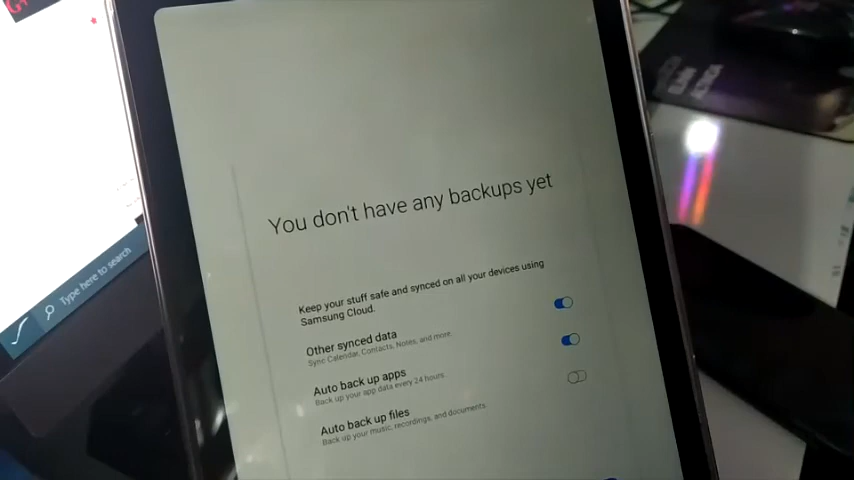 You don't have any backups yet
Keep your stuff safe and synced on all your devices using
Samsung Cloud.
Other synced data
Sync Calendar, Contacts, Notes, and more.
Auto back up apps
Back up your app data every 24 hours.
Auto back up files
Back up your music, recordings, and documents.
Type here to search